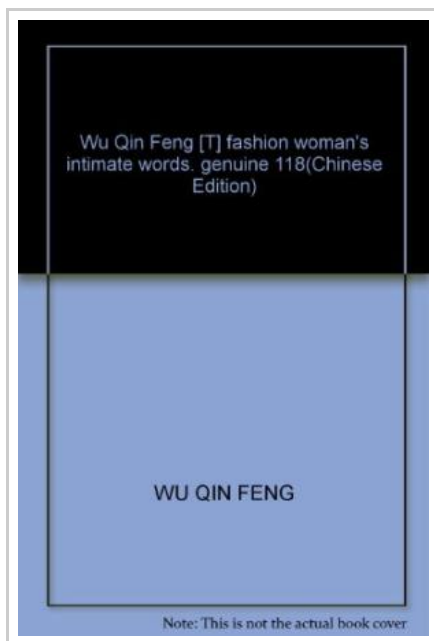 Wu Qin Feng [T] fashion woman's
intimate words. genuine 118(Chinese
Edition)
WU QIN FENG
Note: This is not the actual book cover